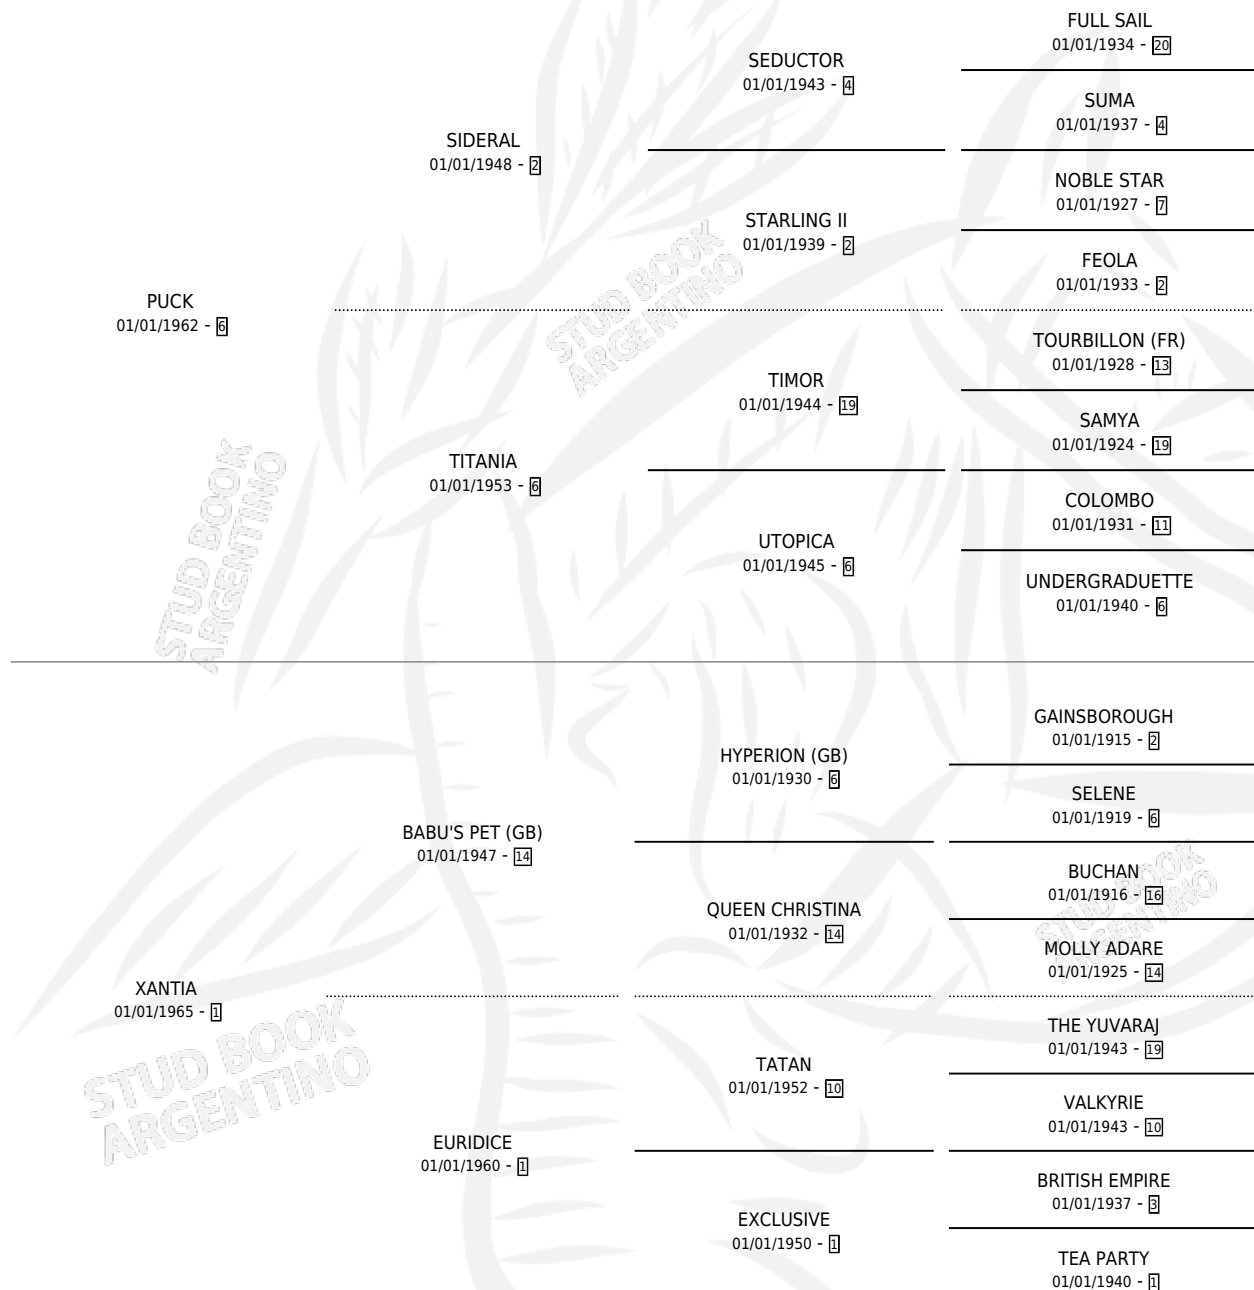 FULL SAIL
01/01/1934 - 20
SEDUCTOR
01/01/1943 - 4
SUMA
01/01/1937 - 4
SIDERAL
01/01/1948 - 2
NOBLE STAR
01/01/1927 - 7
STARLING II
01/01/1939 - 2
FEOLA
01/01/1933 - 2
PUCK
01/01/1962 - 6
TOURBILLON (FR)
01/01/1928 - 13
TIMOR
01/01/1944 - 19
SAMYA
01/01/1924 - 19
TITANIA
01/01/1953 - 6
COLOMBO
01/01/1931 - 11
UTOPICA
01/01/1945 - 6
UNDERGRADUETTE
01/01/1940 - 6
GAINSBOROUGH
01/01/1915 - 2
HYPERION (GB)
01/01/1930 - 6
SELENE
01/01/1919 - 6
BABU'S PET (GB)
01/01/1947 - 14
BUCHAN
01/01/1916 - 16
QUEEN CHRISTINA
01/01/1932 - 14
MOLLY ADARE
01/01/1925 - 14
XANTIA
01/01/1965 - 1
THE YUVARAJ
01/01/1943 - 19
TATAN
01/01/1952 - 10
VALKYRIE
01/01/1943 - 10
EURIDICE
01/01/1960 - 1
BRITISH EMPIRE
01/01/1937 - 3
EXCLUSIVE
01/01/1950 - 1
TEA PARTY
01/01/1940 - 1
STUD BOOK
ARGENTINO
STUD BOOK
ARGENTINO
STUD BOOK
ARGENTINO
STUD BOOK
ARGENTINO